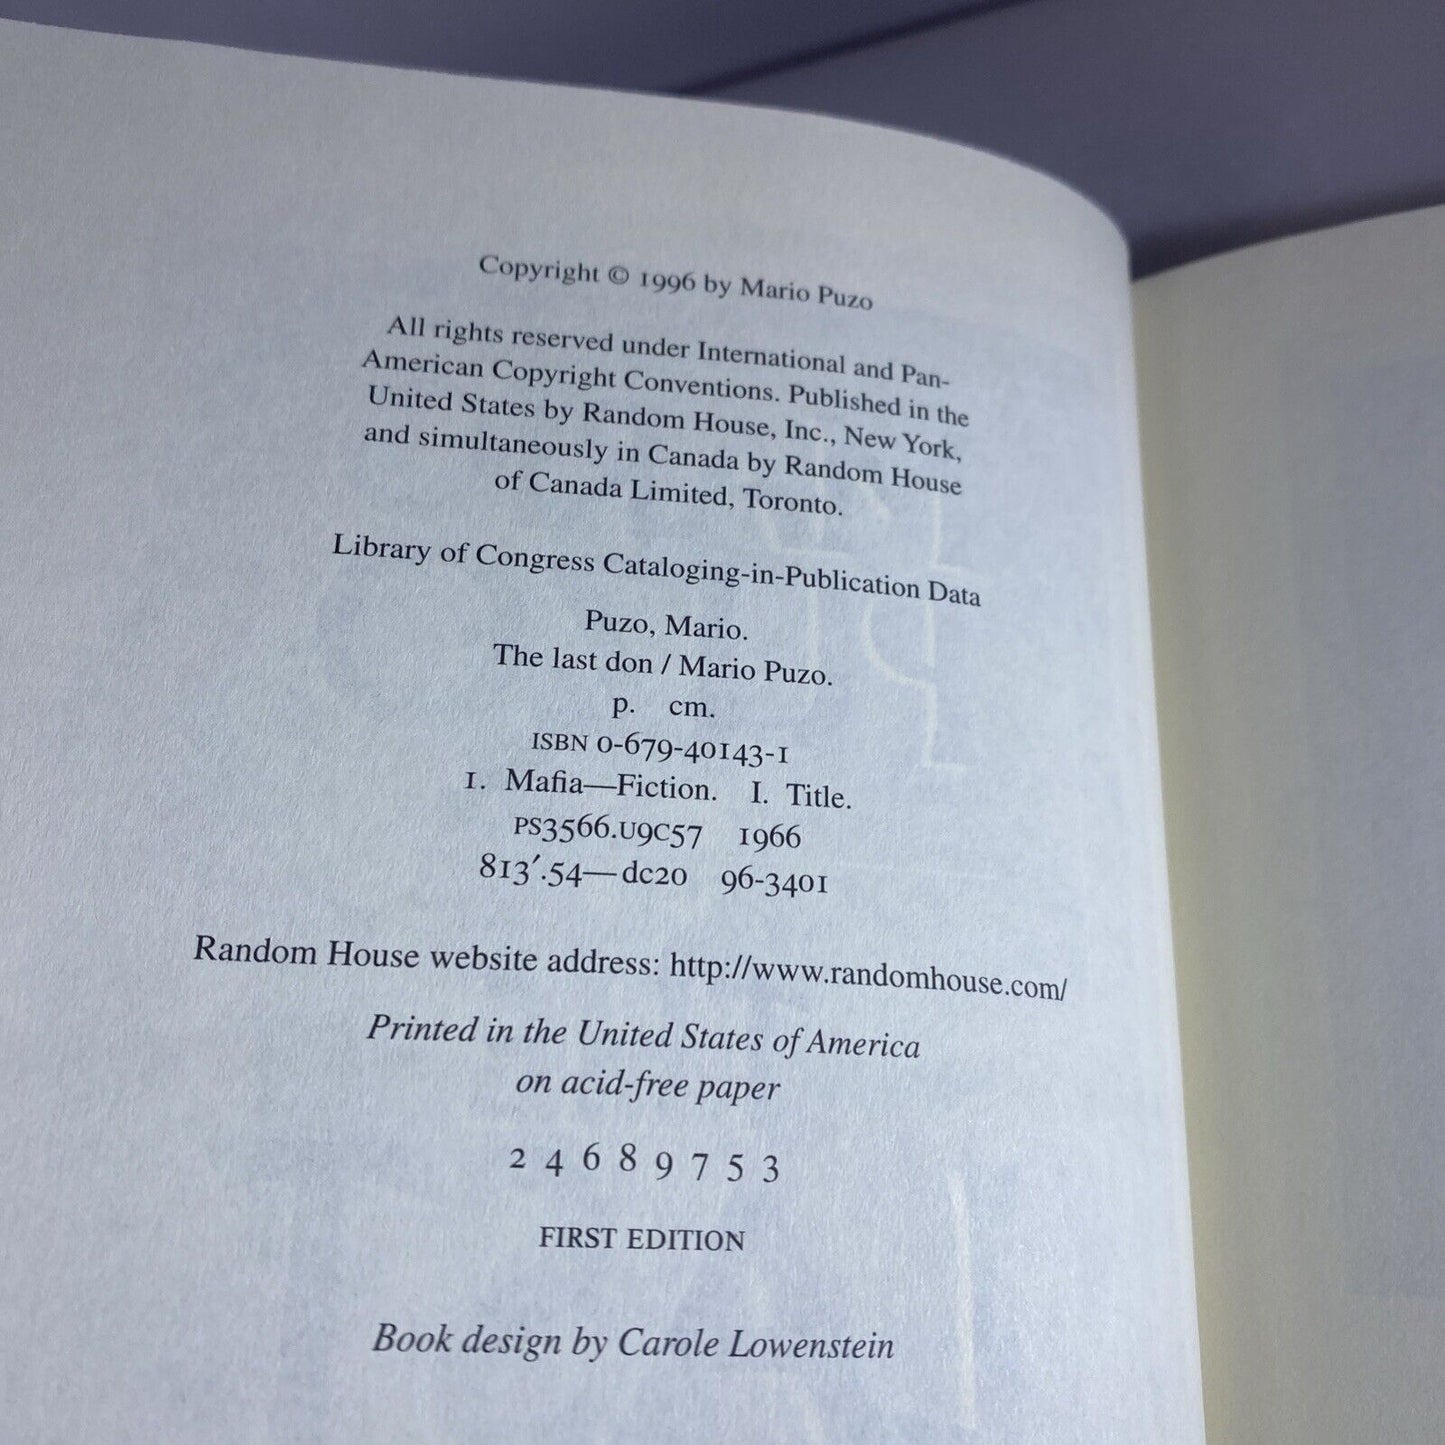 Copyright © 1996 by Mario Puzo
All rights reserved under International and Pan-
American Copyright Conventions. Published in the
United States by Random House, Inc., New York,
and simultaneously in Canada by Random House
of Canada Limited, Toronto.
Library of Congress Cataloging-in-Publication Data
Puzo, Mario.
The last don / Mario Puzo.
p. cm.
ISBN 0-679-40143-1
1. Mafia—Fiction. I. Title.
PS3566.U9C57 1966
813′.54—dc20 96-3401
Random House website address: http://www.randomhouse.com/
Printed in the United States of America
on acid-free paper
2 4 6 8 9 7 5 3
FIRST EDITION
Book design by Carole Lowenstein